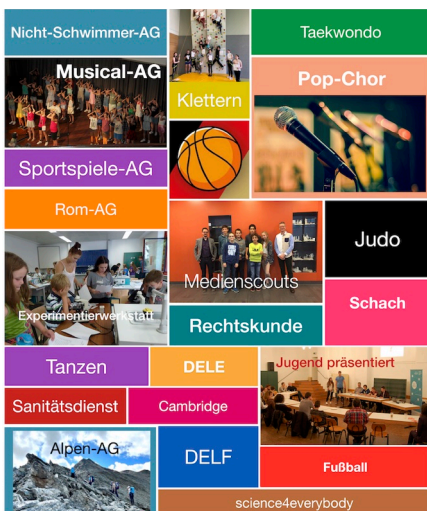 Nicht-Schwimmer-AG
Taekwondo
Musical-AG
Klettern
Pop-Chor
Sportspiele-AG
Rom-AG
Medienscouts
Judo
Experimentierwerkstatt
Rechtskunde
Schach
Tanzen
DELE
Jugend präsentiert
Sanitätsdienst
Cambridge
Alpen-AG
DELF
Fußball
science4everybody